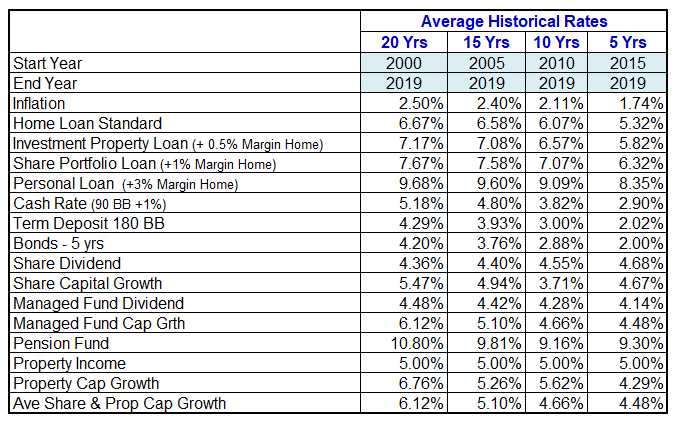 Average Historical Rates
20 Yrs 15 Yrs 10 Yrs 5 Yrs
Start Year 2000 2005 2010 2015
End Year 2019 2019 2019 2019
Inflation 2.50% 2.40% 2.11% 1.74%
Home Loan Standard 6.67% 6.58% 6.07% 5.32%
Investment Property Loan (+ 0.5% Margin Home) 7.17% 7.08% 6.57% 5.82%
Share Portfolio Loan (+1% Margin Home) 7.67% 7.58% 7.07% 6.32%
Personal Loan (+3% Margin Home) 9.68% 9.60% 9.09% 8.35%
Cash Rate (90 BB +1%) 5.18% 4.80% 3.82% 2.90%
Term Deposit 180 BB 4.29% 3.93% 3.00% 2.02%
Bonds - 5 yrs 4.20% 3.76% 2.88% 2.00%
Share Dividend 4.36% 4.40% 4.55% 4.68%
Share Capital Growth 5.47% 4.94% 3.71% 4.67%
Managed Fund Dividend 4.48% 4.42% 4.28% 4.14%
Managed Fund Cap Grth 6.12% 5.10% 4.66% 4.48%
Pension Fund 10.80% 9.81% 9.16% 9.30%
Property Income 5.00% 5.00% 5.00% 5.00%
Property Cap Growth 6.76% 5.26% 5.62% 4.29%
Ave Share & Prop Cap Growth 6.12% 5.10% 4.66% 4.48%